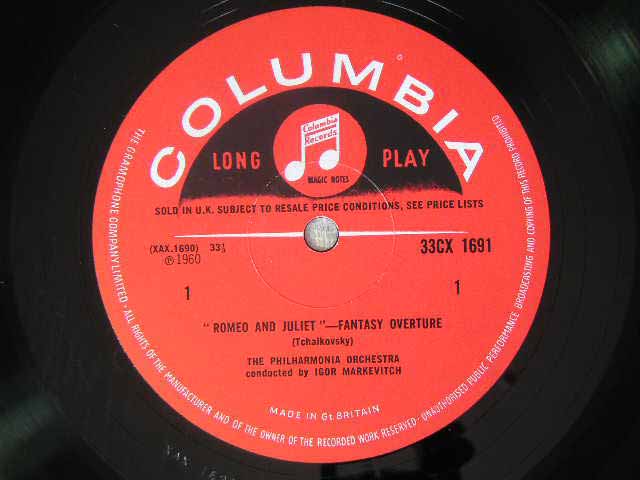 COLUMBIA
Columbia
Records
LONG PLAY
MAGIC NOTES
SOLD IN U.K. SUBJECT TO RESALE PRICE CONDITIONS, SEE PRICE LISTS
(XAX.1690) 33⅓ 33CX 1691
℗1960
1 1
" ROMEO AND JULIET "—FANTASY OVERTURE
(Tchaikovsky)
THE PHILHARMONIA ORCHESTRA
conducted by IGOR MARKEVITCH
MADE IN Gt. BRITAIN
THE GRAMOPHONE COMPANY LIMITED · ALL RIGHTS OF THE MANUFACTURER AND OF THE OWNER OF THE RECORDED WORK RESERVED · UNAUTHORISED PUBLIC PERFORMANCE BROADCASTING AND COPYING OF THIS RECORD PROHIBITED